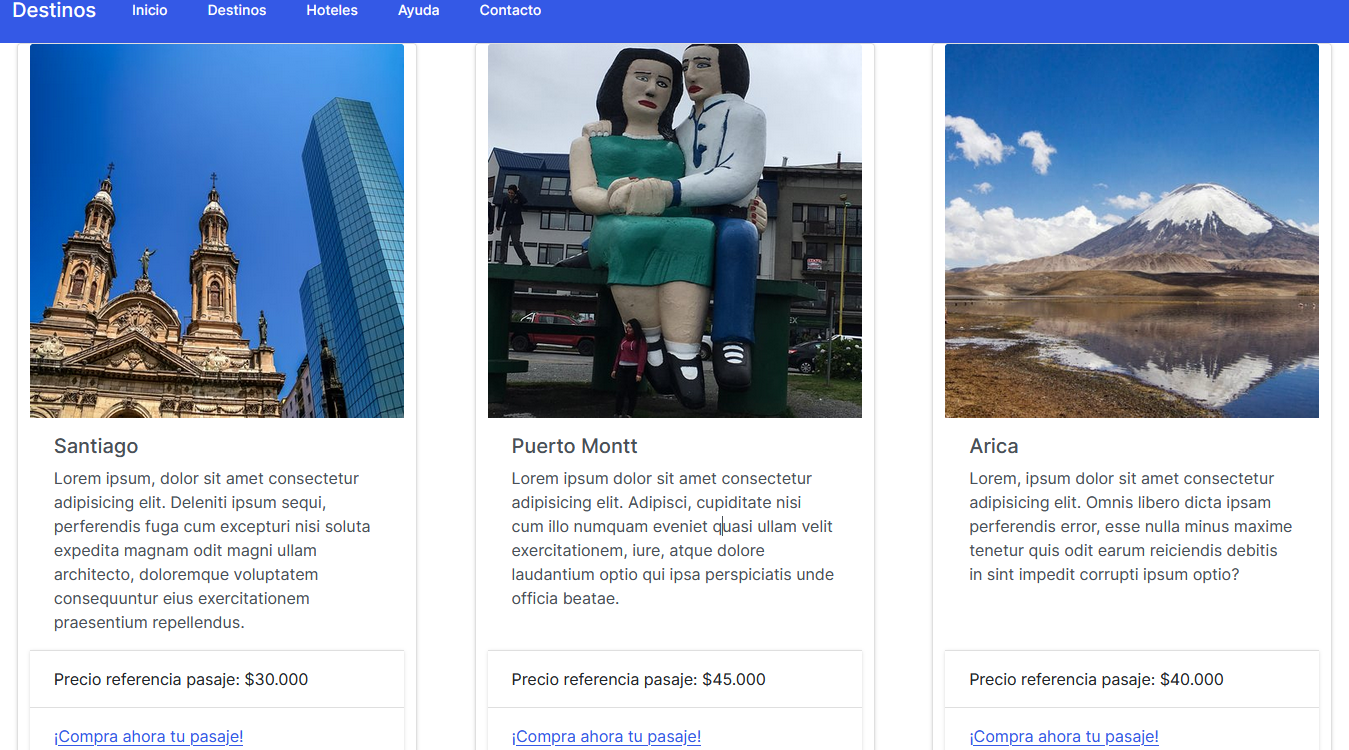 Destinos Inicio Destinos Hoteles Ayuda Contacto
Santiago
Lorem ipsum, dolor sit amet consectetur
adipisicing elit. Deleniti ipsum sequi,
perferendis fuga cum excepturi nisi soluta
expedita magnam odit magni ullam
architecto, doloremque voluptatem
consequuntur eius exercitationem
praesentium repellendus.
Precio referencia pasaje: $30.000
¡Compra ahora tu pasaje!
Puerto Montt
Lorem ipsum dolor sit amet consectetur
adipisicing elit. Adipisci, cupiditate nisi
cum illo numquam eveniet quasi ullam velit
exercitationem, iure, atque dolore
laudantium optio qui ipsa perspiciatis unde
officia beatae.
Precio referencia pasaje: $45.000
¡Compra ahora tu pasaje!
Arica
Lorem, ipsum dolor sit amet consectetur
adipisicing elit. Omnis libero dicta ipsam
perferendis error, esse nulla minus maxime
tenetur quis odit earum reiciendis debitis
in sint impedit corrupti ipsum optio?
Precio referencia pasaje: $40.000
¡Compra ahora tu pasaje!